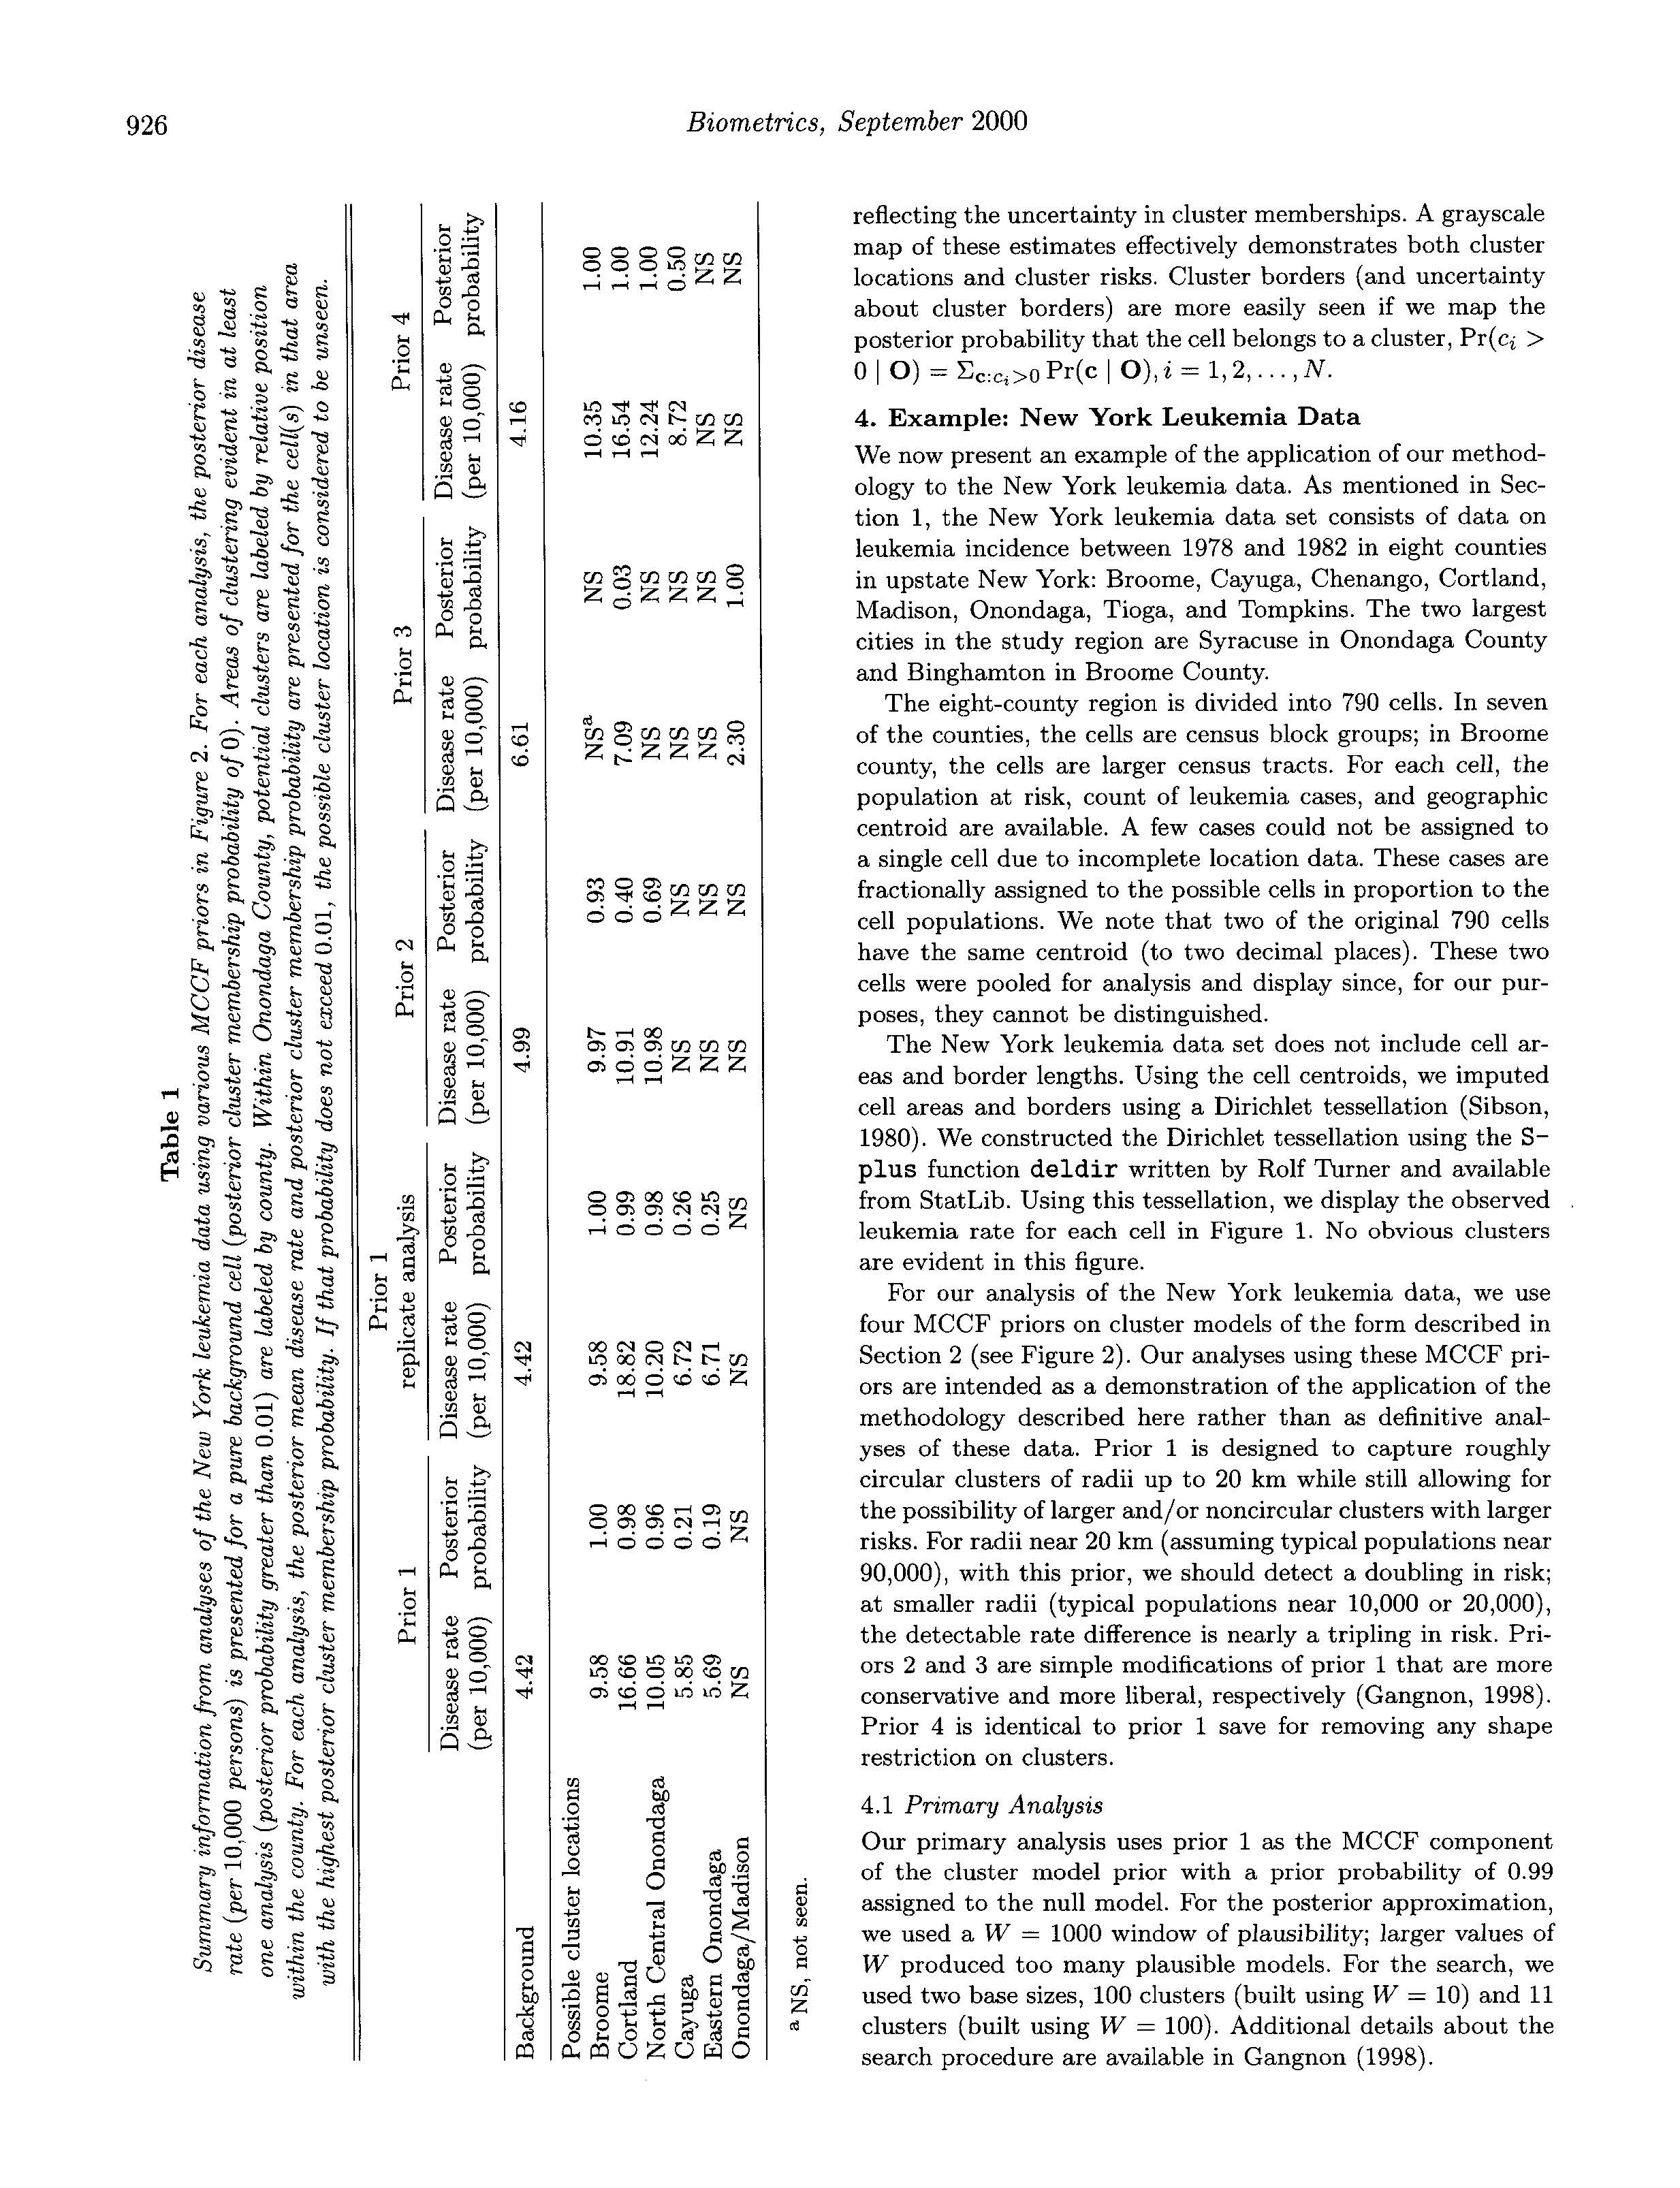 926
Biometrics, September 2000
Table 1
Summary information from analyses of the New York leukemia data using various MCCF priors in Figure 2. For each analysis, the posterior disease
rate (per 10,000 persons) is presented for a pure background cell (posterior cluster membership probability of 0). Areas of clustering evident in at least
one analysis (posterior probability greater than 0.01) are labeled by county. Within Onondaga County, potential clusters are labeled by relative position
within the county. For each analysis, the posterior mean disease rate and posterior cluster membership probability are presented for the cell(s) in that area
with the highest posterior cluster membership probability. If that probability does not exceed 0.01, the possible cluster location is considered to be unseen.
Prior 1 Prior 1 replicate analysis Prior 2 Prior 3 Prior 4
Disease rate Posterior Disease rate Posterior Disease rate Posterior Disease rate Posterior Disease rate Posterior
(per 10,000) probability (per 10,000) probability (per 10,000) probability (per 10,000) probability (per 10,000) probability
Background 4.42 4.42 4.99 6.61 4.16
Possible cluster locations
Broome 9.58 1.00 9.58 1.00 9.97 0.93 NSa NS 10.35 1.00
Cortland 16.66 0.98 18.82 0.99 10.91 0.40 7.09 0.03 16.54 1.00
North Central Onondaga 10.05 0.96 10.20 0.98 10.98 0.69 NS NS 12.24 1.00
Cayuga 5.85 0.21 6.72 0.26 NS NS NS NS 8.72 0.50
Eastern Onondaga 5.69 0.19 6.71 0.25 NS NS NS NS NS NS
Onondaga/Madison NS NS NS NS NS NS 2.30 1.00 NS NS
a NS, not seen.
reflecting the uncertainty in cluster memberships. A grayscale
map of these estimates effectively demonstrates both cluster
locations and cluster risks. Cluster borders (and uncertainty
about cluster borders) are more easily seen if we map the
posterior probability that the cell belongs to a cluster, Pr(ci >
0 | O) = Σc:ci>0 Pr(c | O), i = 1, 2, . . . , N.
4. Example: New York Leukemia Data
We now present an example of the application of our method-
ology to the New York leukemia data. As mentioned in Sec-
tion 1, the New York leukemia data set consists of data on
leukemia incidence between 1978 and 1982 in eight counties
in upstate New York: Broome, Cayuga, Chenango, Cortland,
Madison, Onondaga, Tioga, and Tompkins. The two largest
cities in the study region are Syracuse in Onondaga County
and Binghamton in Broome County.
The eight-county region is divided into 790 cells. In seven
of the counties, the cells are census block groups; in Broome
county, the cells are larger census tracts. For each cell, the
population at risk, count of leukemia cases, and geographic
centroid are available. A few cases could not be assigned to
a single cell due to incomplete location data. These cases are
fractionally assigned to the possible cells in proportion to the
cell populations. We note that two of the original 790 cells
have the same centroid (to two decimal places). These two
cells were pooled for analysis and display since, for our pur-
poses, they cannot be distinguished.
The New York leukemia data set does not include cell ar-
eas and border lengths. Using the cell centroids, we imputed
cell areas and borders using a Dirichlet tessellation (Sibson,
1980). We constructed the Dirichlet tessellation using the S-
plus function deldir written by Rolf Turner and available
from StatLib. Using this tessellation, we display the observed
leukemia rate for each cell in Figure 1. No obvious clusters
are evident in this figure.
For our analysis of the New York leukemia data, we use
four MCCF priors on cluster models of the form described in
Section 2 (see Figure 2). Our analyses using these MCCF pri-
ors are intended as a demonstration of the application of the
methodology described here rather than as definitive anal-
yses of these data. Prior 1 is designed to capture roughly
circular clusters of radii up to 20 km while still allowing for
the possibility of larger and/or noncircular clusters with larger
risks. For radii near 20 km (assuming typical populations near
90,000), with this prior, we should detect a doubling in risk;
at smaller radii (typical populations near 10,000 or 20,000),
the detectable rate difference is nearly a tripling in risk. Pri-
ors 2 and 3 are simple modifications of prior 1 that are more
conservative and more liberal, respectively (Gangnon, 1998).
Prior 4 is identical to prior 1 save for removing any shape
restriction on clusters.
4.1 Primary Analysis
Our primary analysis uses prior 1 as the MCCF component
of the cluster model prior with a prior probability of 0.99
assigned to the null model. For the posterior approximation,
we used a W = 1000 window of plausibility; larger values of
W produced too many plausible models. For the search, we
used two base sizes, 100 clusters (built using W = 10) and 11
clusters (built using W = 100). Additional details about the
search procedure are available in Gangnon (1998).